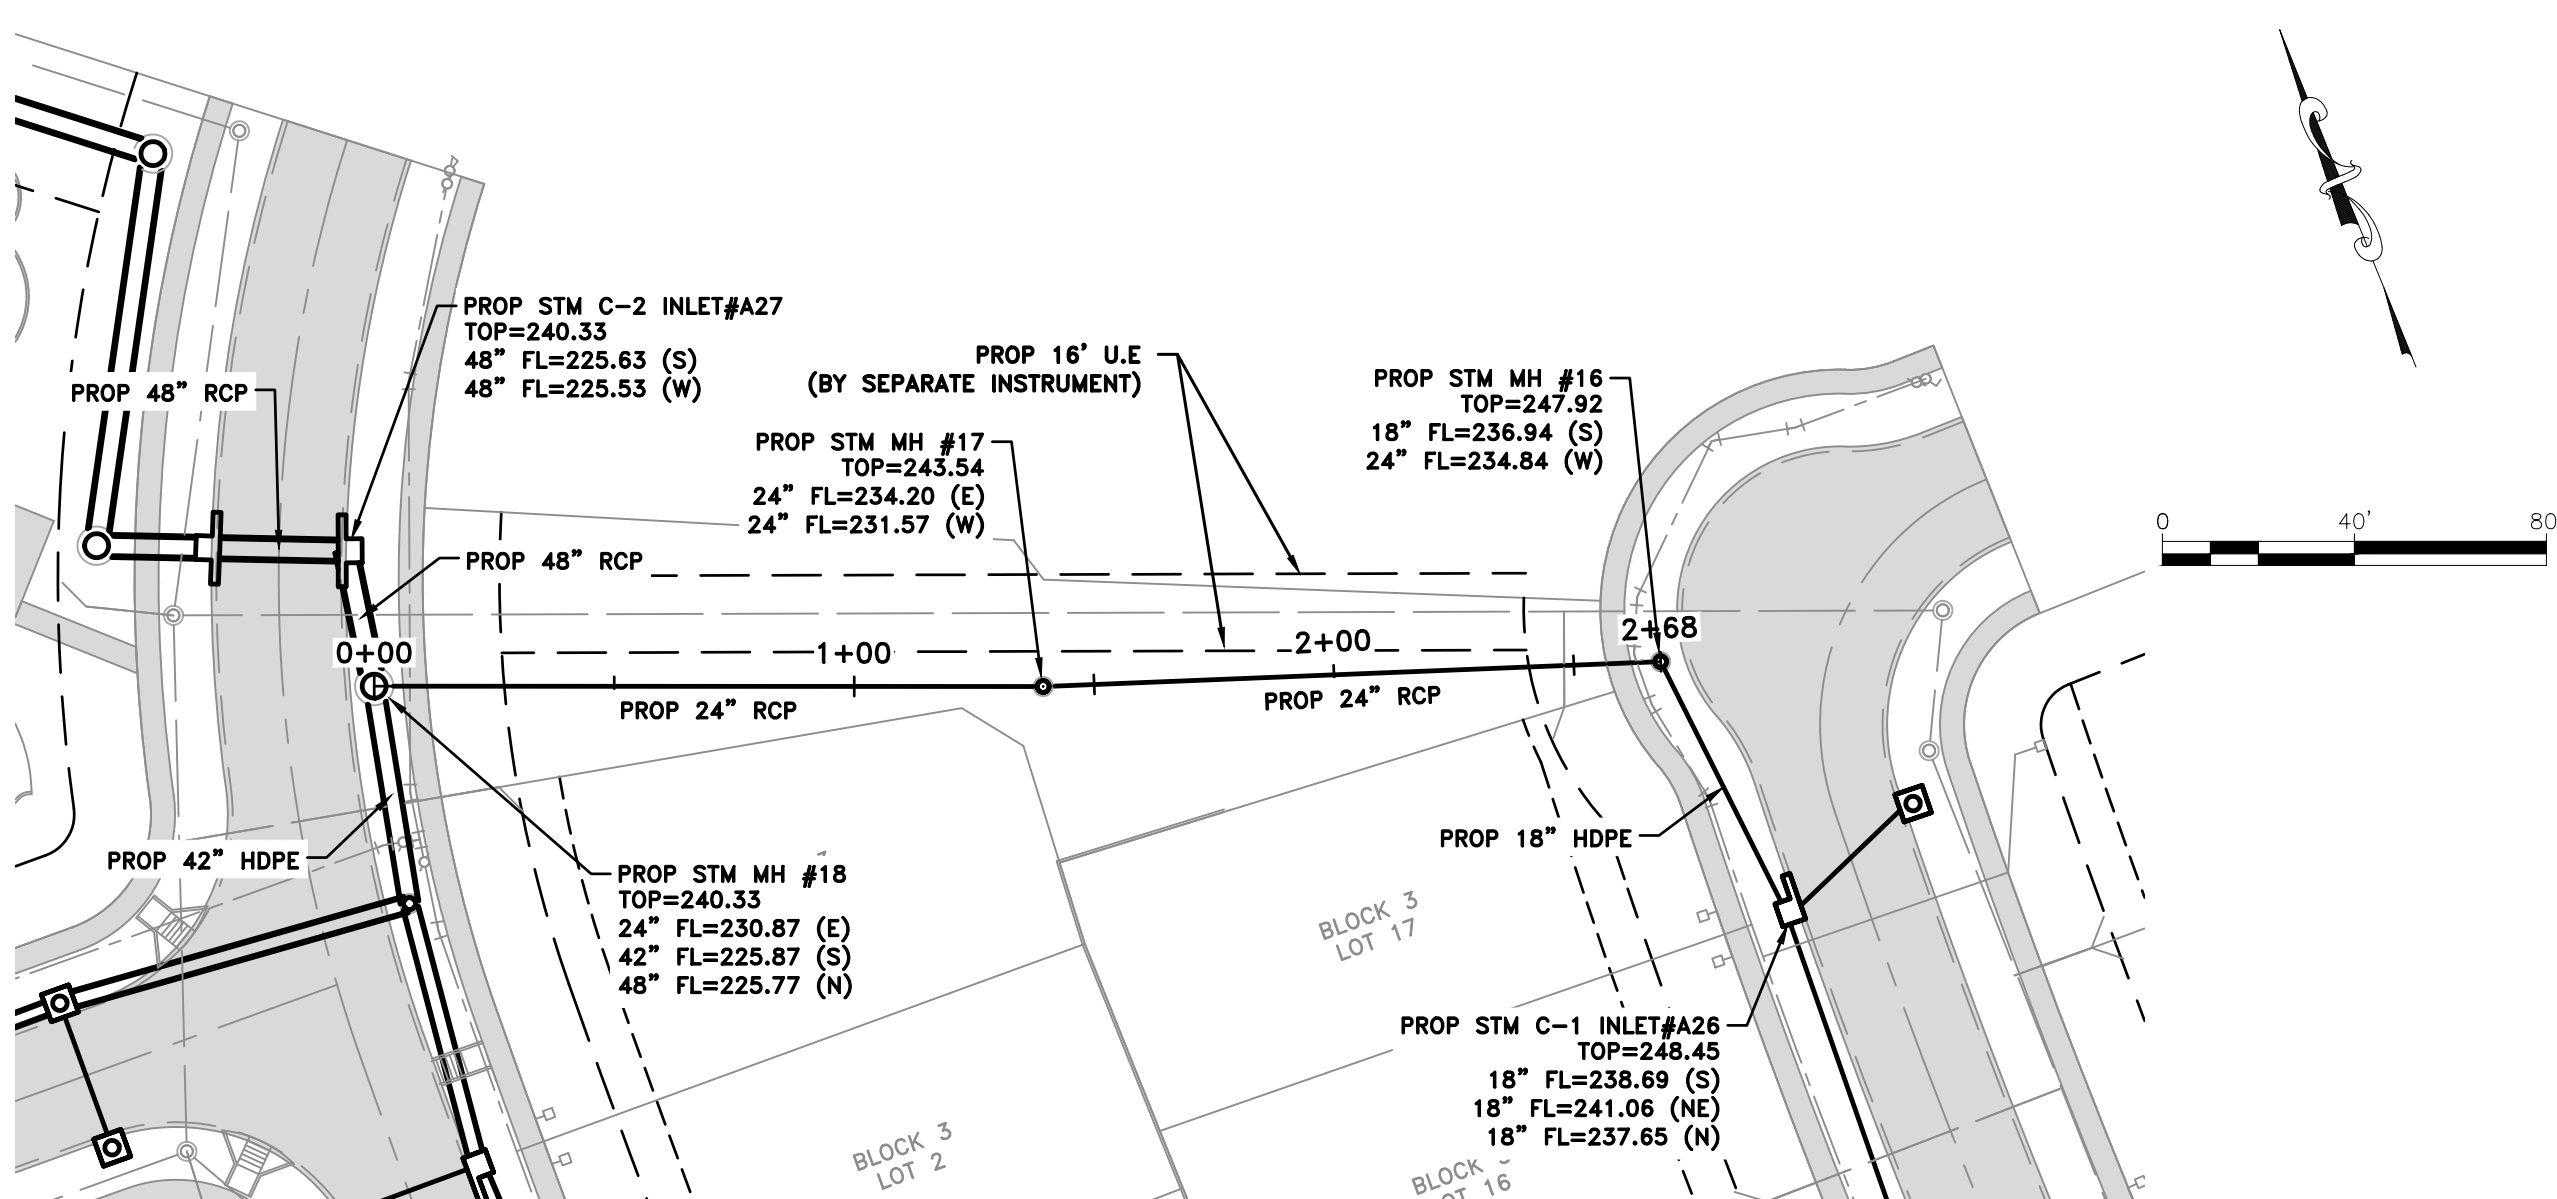 PROP STM C-2 INLET#A27
TOP=240.33
48" FL=225.63 (S)
48" FL=225.53 (W)
PROP 48" RCP
PROP 16' U.E
(BY SEPARATE INSTRUMENT)
PROP STM MH #16
TOP=247.92
18" FL=236.94 (S)
24" FL=234.84 (W)
PROP STM MH #17
TOP=243.54
24" FL=234.20 (E)
24" FL=231.57 (W)
0 40' 80
PROP 48" RCP
0+00
1+00
2+00
2+68
PROP 24" RCP
PROP 24" RCP
PROP 42" HDPE
PROP 18" HDPE
PROP STM MH #18
TOP=240.33
24" FL=230.87 (E)
42" FL=225.87 (S)
48" FL=225.77 (N)
BLOCK 3
LOT 17
PROP STM C-1 INLET#A26
TOP=248.45
18" FL=238.69 (S)
18" FL=241.06 (NE)
18" FL=237.65 (N)
BLOCK 3
LOT 2
BLOCK
16